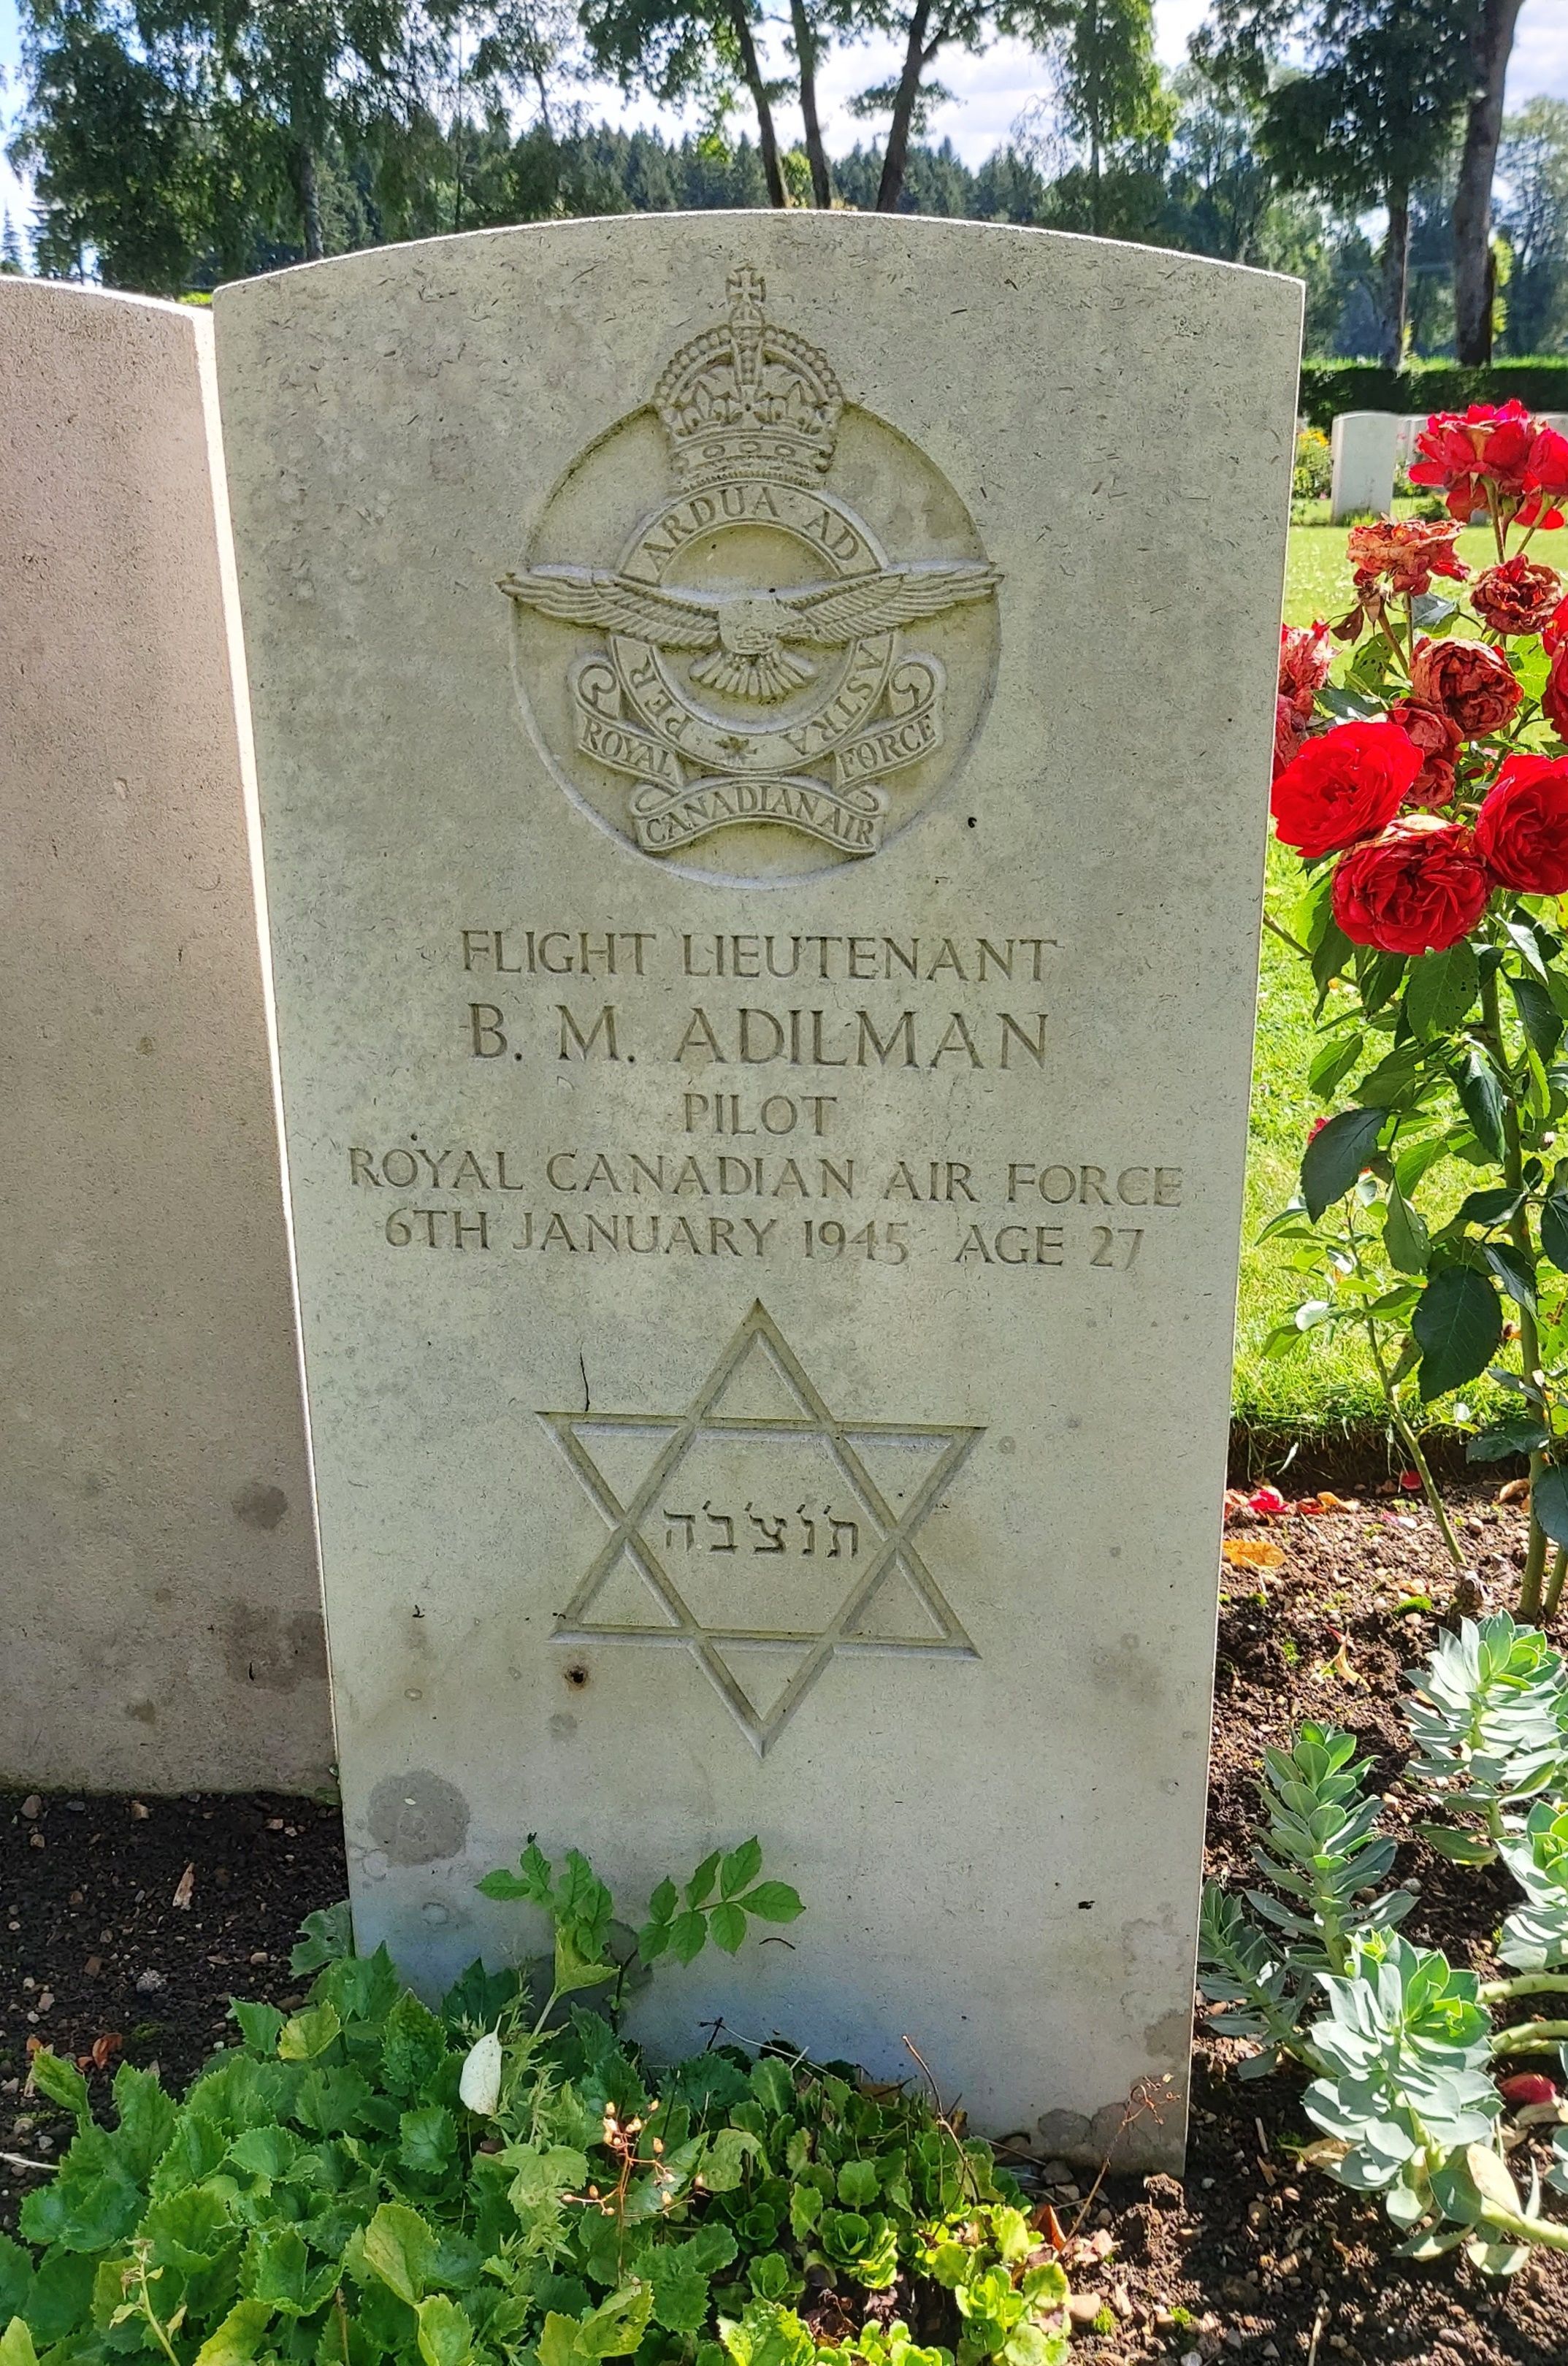 PER ARDUA AD ASTRA
ROYAL CANADIAN AIR FORCE
FLIGHT LIEUTENANT
B. M. ADILMAN
PILOT
ROYAL CANADIAN AIR FORCE
6TH JANUARY 1945 AGE 27
ת׳ו׳צ׳ב׳ה